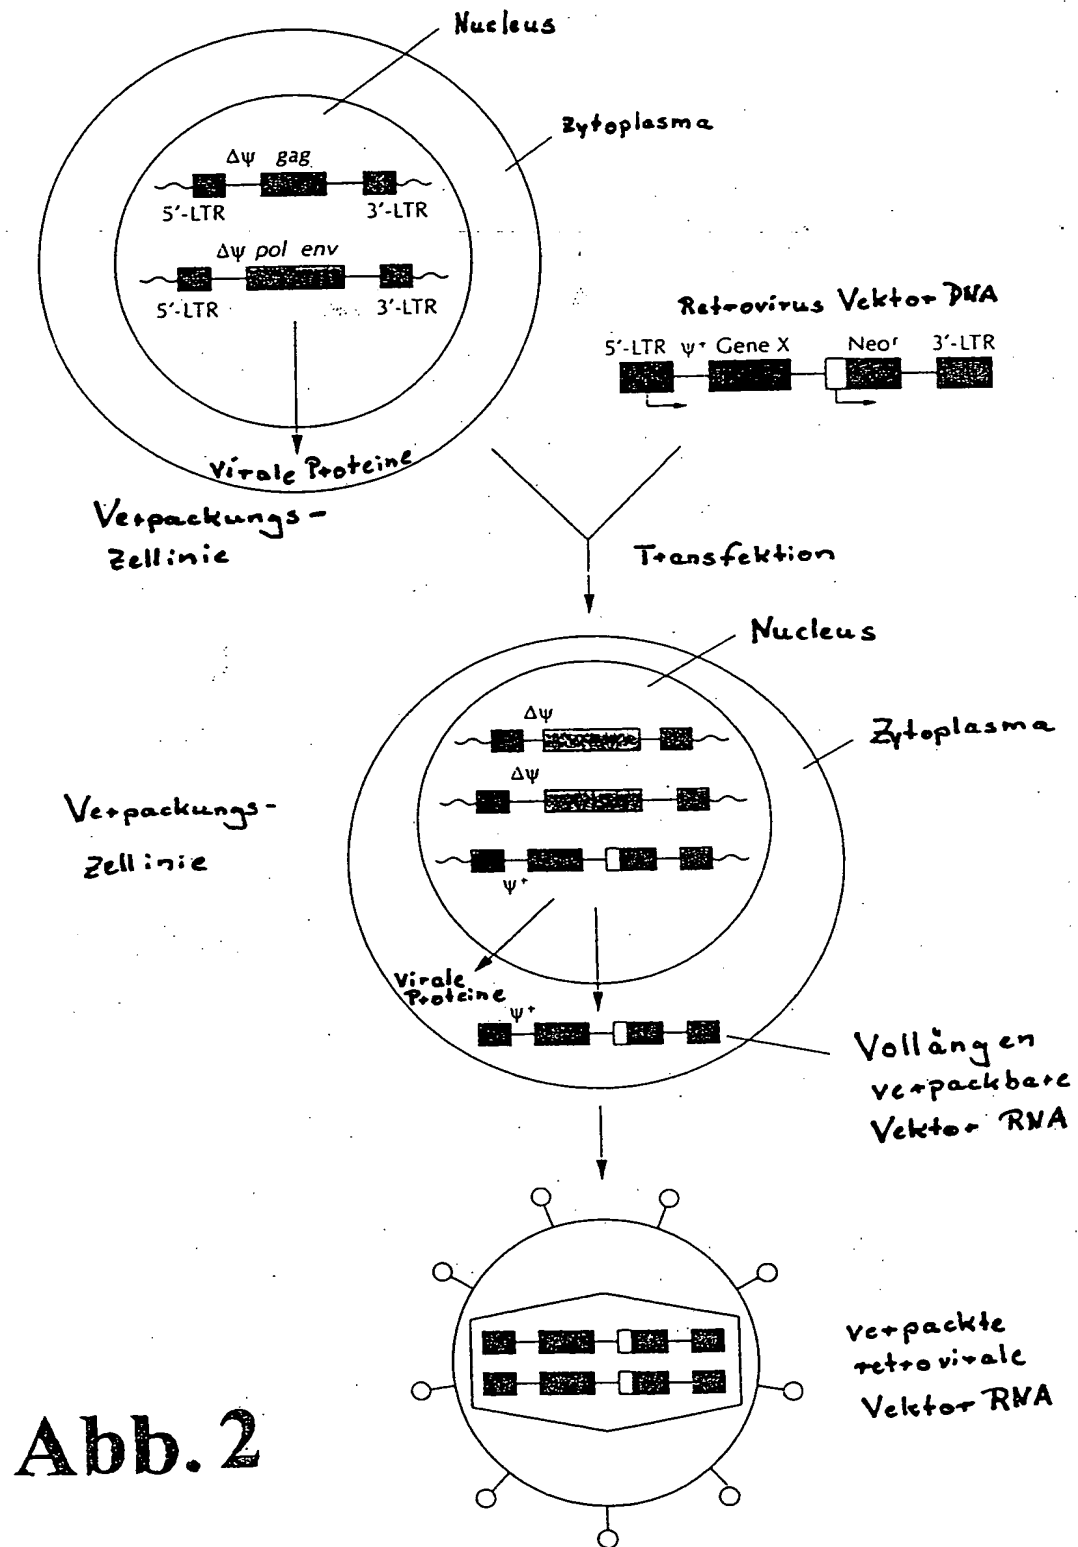 Nucleus
Zytoplasma
Δψ gag
5'-LTR 3'-LTR
Δψ pol env
5'-LTR 3'-LTR
Virale Proteine
Verpackungs-
Zellinie
Retrovirus Vektor DNA
5'-LTR ψ+ Gene X Neoʳ 3'-LTR
Transfektion
Nucleus
Zytoplasma
Δψ
Δψ
ψ+
Verpackungs-
Zellinie
Virale
Proteine
ψ+
Vollängen
verpackbare
Vektor RNA
verpackte
retrovirale
Vektor RNA
Abb. 2